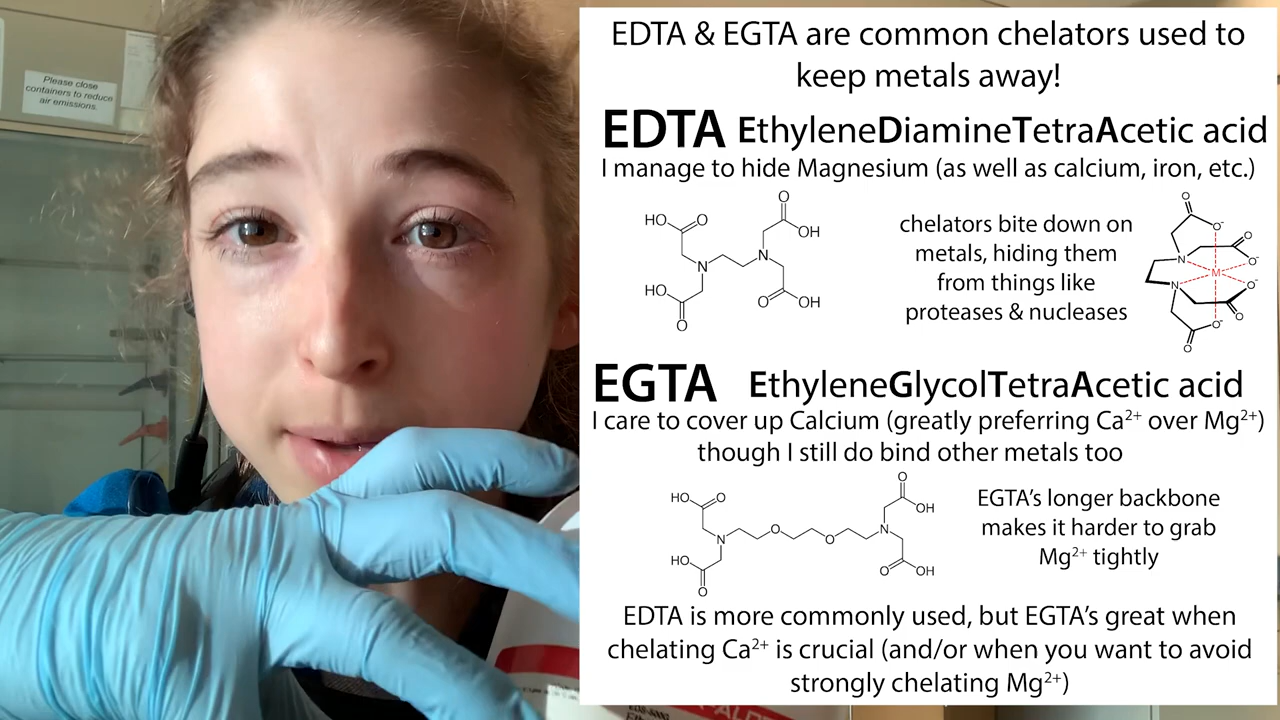 Please close
containers to reduce
air emissions.
EDTA & EGTA are common chelators used to
keep metals away!
EDTA EthyleneDiamineTetraAcetic acid
I manage to hide Magnesium (as well as calcium, iron, etc.)
HO
O
O
OH
N
N
HO
O
O
OH
chelators bite down on
metals, hiding them
from things like
proteases & nucleases
O
O⁻
O
N
O⁻
M
N
O⁻
O
O⁻
O
EGTA EthyleneGlycolTetraAcetic acid
I care to cover up Calcium (greatly preferring Ca²⁺ over Mg²⁺)
though I still do bind other metals too
HO
O
O
OH
N
O
O
N
HO
O
O
OH
EGTA's longer backbone
makes it harder to grab
Mg²⁺ tightly
EDTA is more commonly used, but EGTA's great when
chelating Ca²⁺ is crucial (and/or when you want to avoid
strongly chelating Mg²⁺)